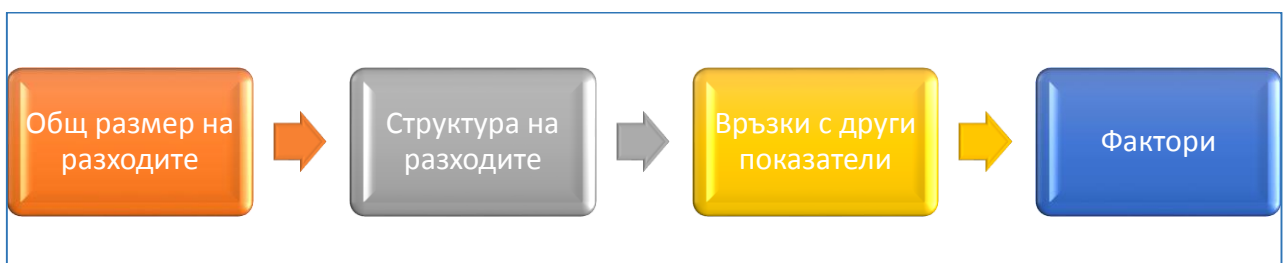 Общ размер на
разходите
Структура на
разходите
Връзки с други
показатели
Фактори